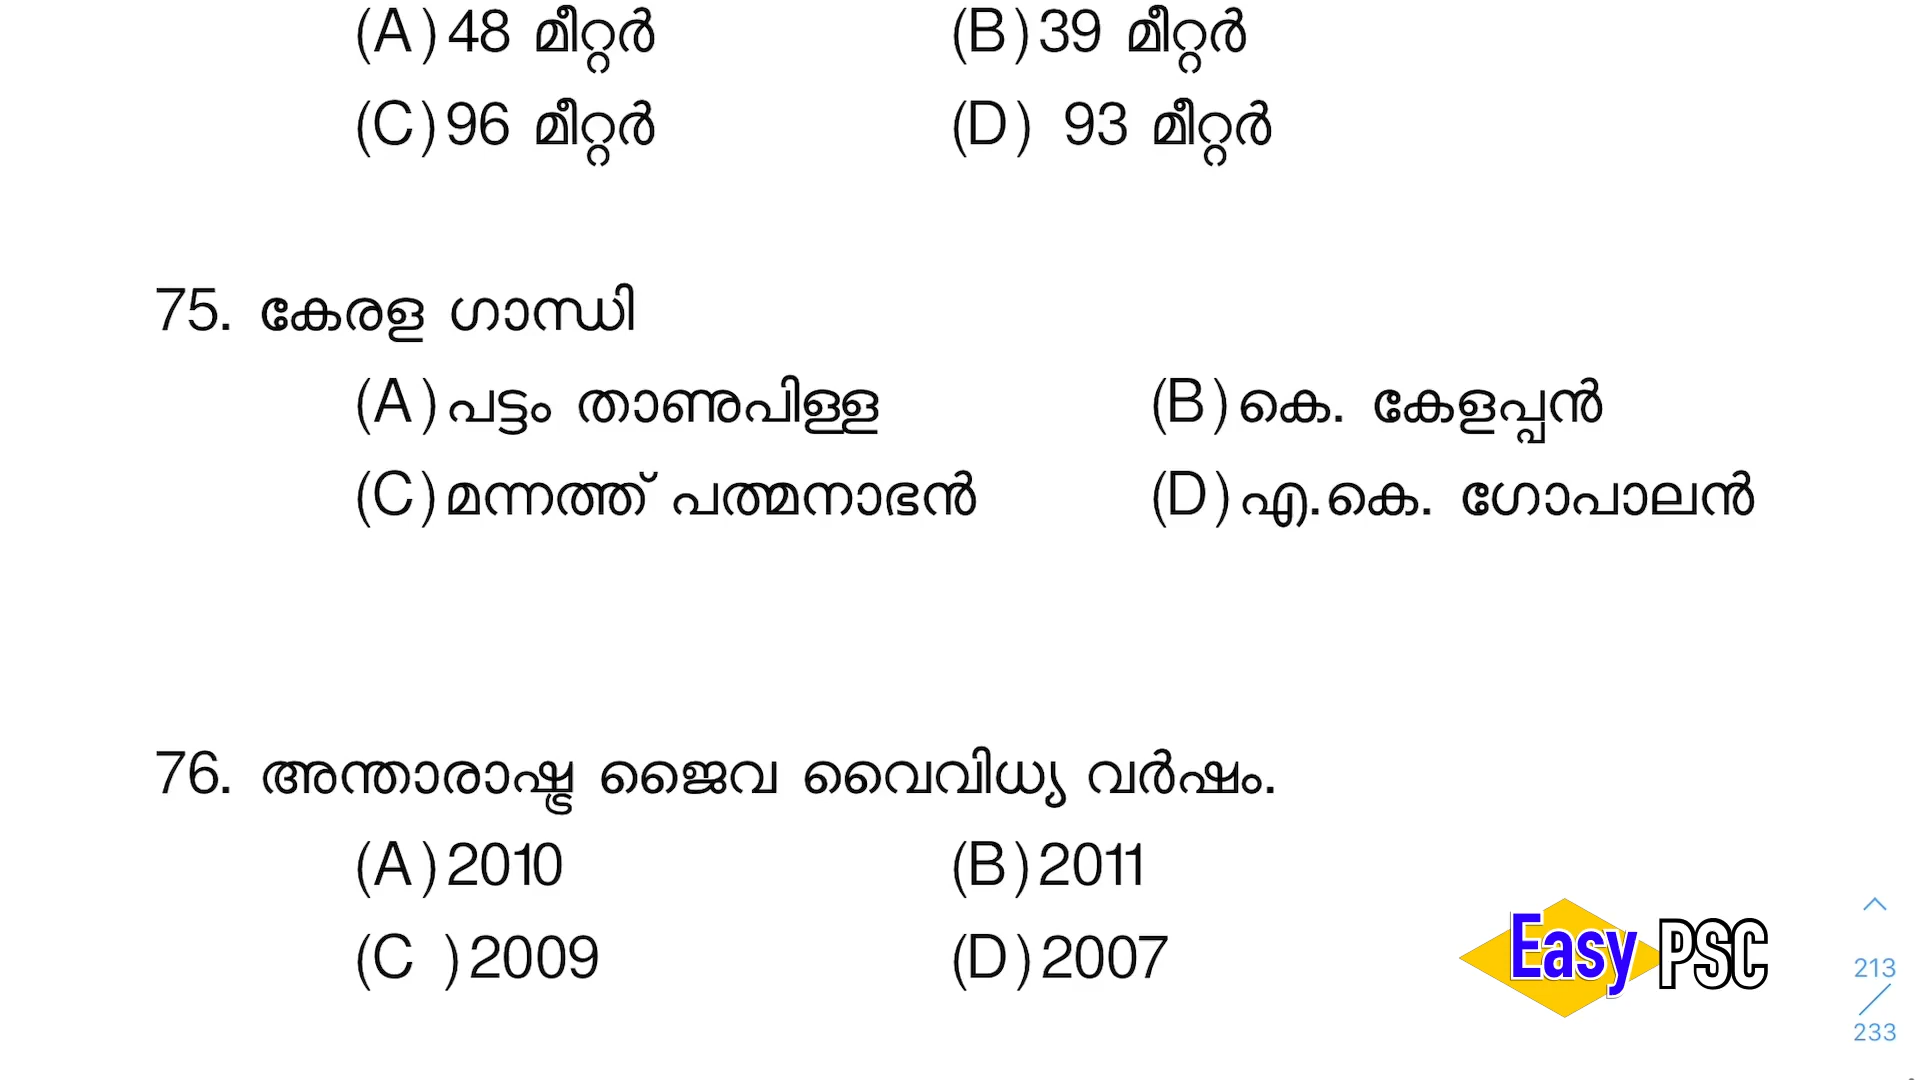 (A) 48 മീറ്റർ (B) 39 മീറ്റർ
(C) 96 മീറ്റർ (D) 93 മീറ്റർ
75. കേരള ഗാന്ധി
(A) പട്ടം താണുപിള്ള (B) കെ. കേളപ്പൻ
(C) മന്നത്ത് പത്മനാഭൻ (D) എ.കെ. ഗോപാലൻ
76. അന്താരാഷ്ട്ര ജൈവ വൈവിധ്യ വർഷം.
(A) 2010 (B) 2011
(C ) 2009 (D) 2007
Easy PSC
213
233